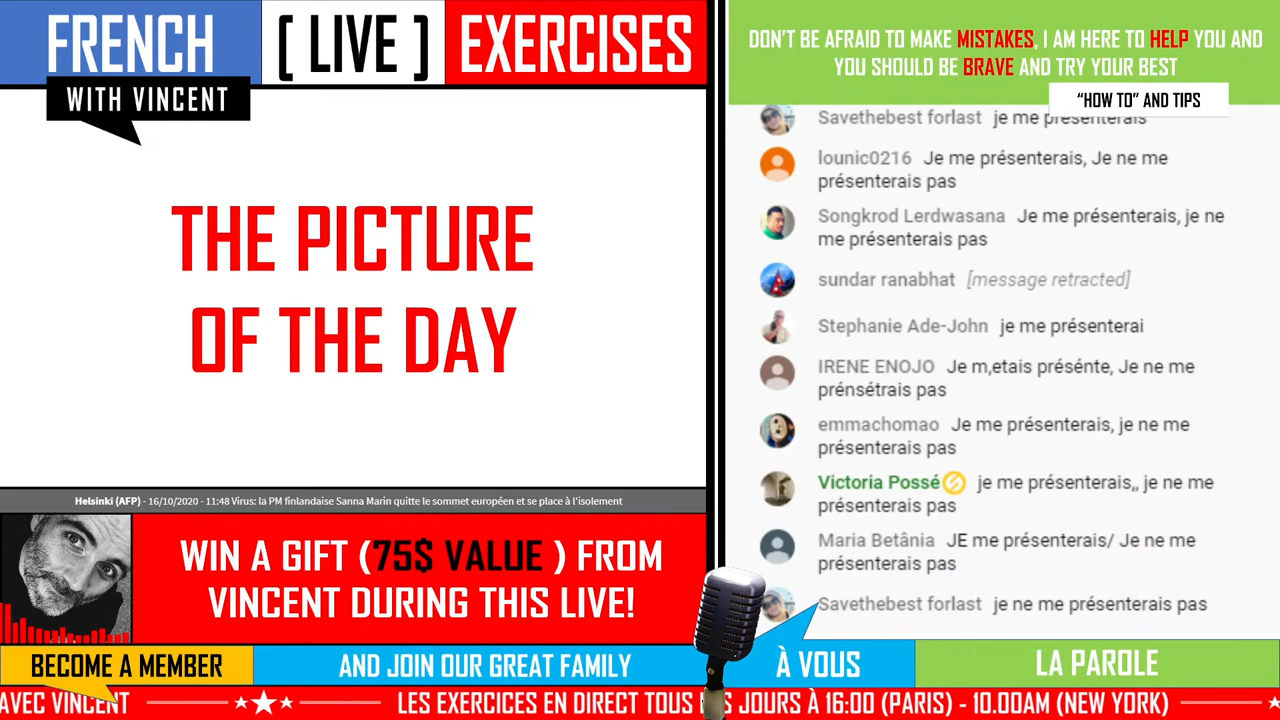 FRENCH [ LIVE ] EXERCISES
WITH VINCENT
THE PICTURE
OF THE DAY
Helsinki (AFP) - 16/10/2020 - 11:48 Virus: la PM finlandaise Sanna Marin quitte le sommet européen et se place à l'isolement
WIN A GIFT (75$ VALUE ) FROM
VINCENT DURING THIS LIVE!
BECOME A MEMBER
AND JOIN OUR GREAT FAMILY
DON'T BE AFRAID TO MAKE MISTAKES, I AM HERE TO HELP YOU AND
YOU SHOULD BE BRAVE AND TRY YOUR BEST
"HOW TO" AND TIPS
Savethebest forlast je me présenterais
lounic0216 Je me présenterais, Je ne me
présenterais pas
Songkrod Lerdwasana Je me présenterais, je ne
me présenterais pas
sundar ranabhat [message retracted]
Stephanie Ade-John je me présenterai
IRENE ENOJO Je m,etais présénte, Je ne me
prénsétrais pas
emmachomao Je me présenterais, je ne me
présenterais pas
Victoria Possé je me présenterais,, je ne me
présenterais pas
Maria Betânia JE me présenterais/ Je ne me
présenterais pas
Savethebest forlast je ne me présenterais pas
À VOUS
LA PAROLE
AVEC VINCENT LES EXERCICES EN DIRECT TOUS JOURS À 16:00 (PARIS) - 10.00AM (NEW YORK)